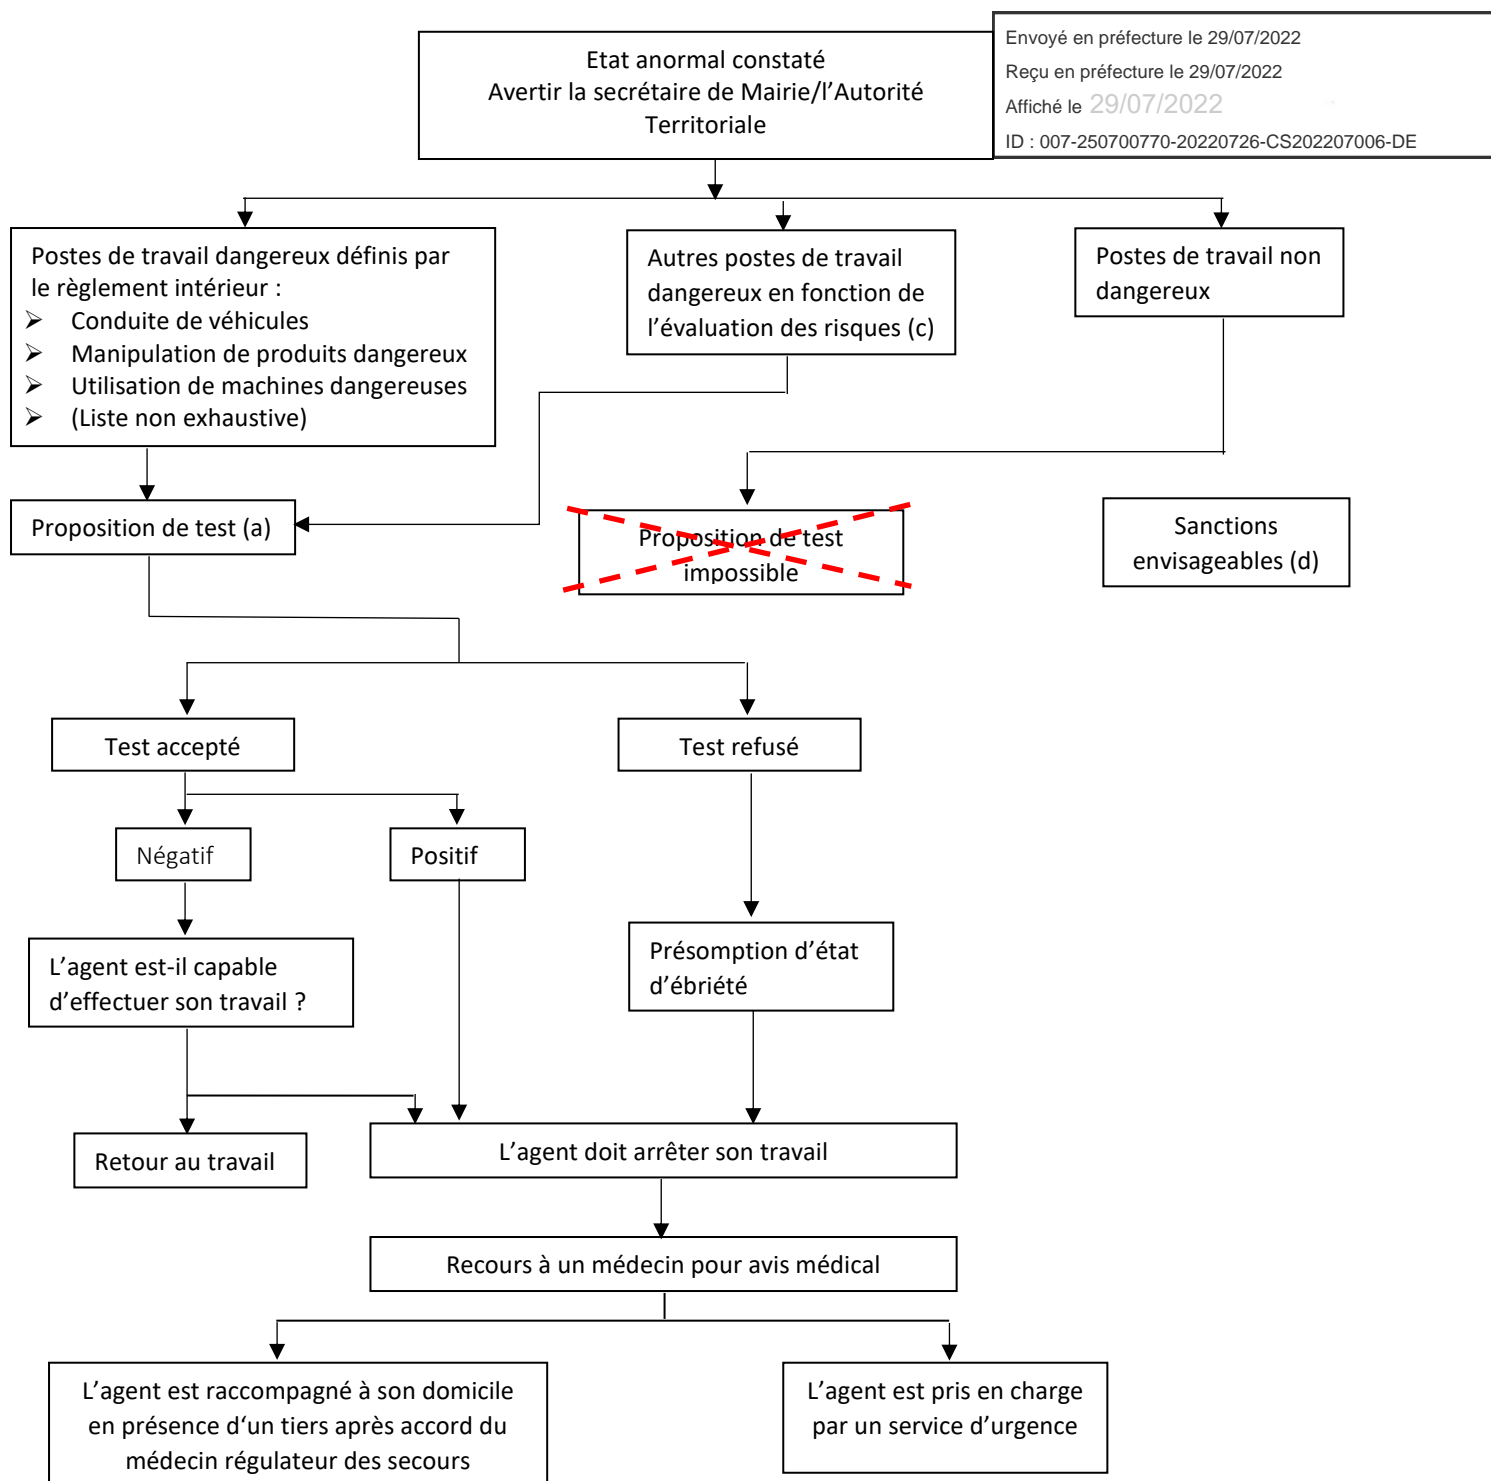 Etat anormal constaté
Avertir la secrétaire de Mairie/l’Autorité
Territoriale
Envoyé en préfecture le 29/07/2022
Reçu en préfecture le 29/07/2022
Affiché le 29/07/2022
ID : 007-250700770-20220726-CS202207006-DE
Postes de travail dangereux définis par
le règlement intérieur :
➢ Conduite de véhicules
➢ Manipulation de produits dangereux
➢ Utilisation de machines dangereuses
➢ (Liste non exhaustive)
Autres postes de travail
dangereux en fonction de
l’évaluation des risques (c)
Postes de travail non
dangereux
Proposition de test (a)
Proposition de test
impossible
Sanctions
envisageables (d)
Test accepté
Test refusé
Négatif
Positif
L’agent est-il capable
d’effectuer son travail ?
Présomption d’état
d’ébriété
Retour au travail
L’agent doit arrêter son travail
Recours à un médecin pour avis médical
L’agent est raccompagné à son domicile
en présence d‘un tiers après accord du
médecin régulateur des secours
L’agent est pris en charge
par un service d’urgence